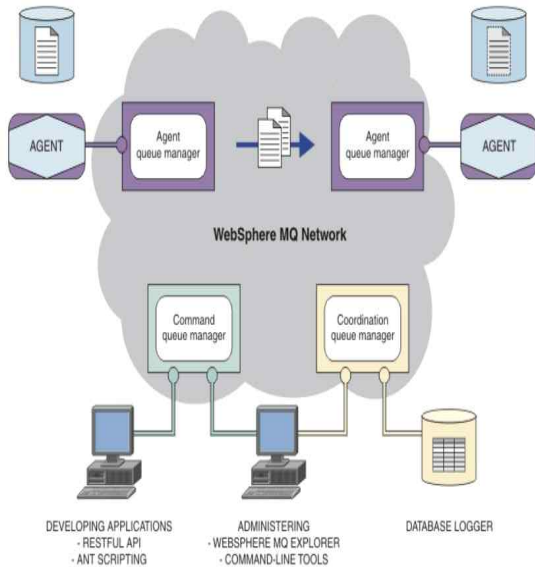 AGENT
Agent
queue manager
Agent
queue manager
AGENT
WebSphere MQ Network
Command
queue manager
Coordination
queue manager
DEVELOPING APPLICATIONS
- RESTFUL API
- ANT SCRIPTING
ADMINISTERING
- WEBSPHERE MQ EXPLORER
- COMMAND-LINE TOOLS
DATABASE LOGGER